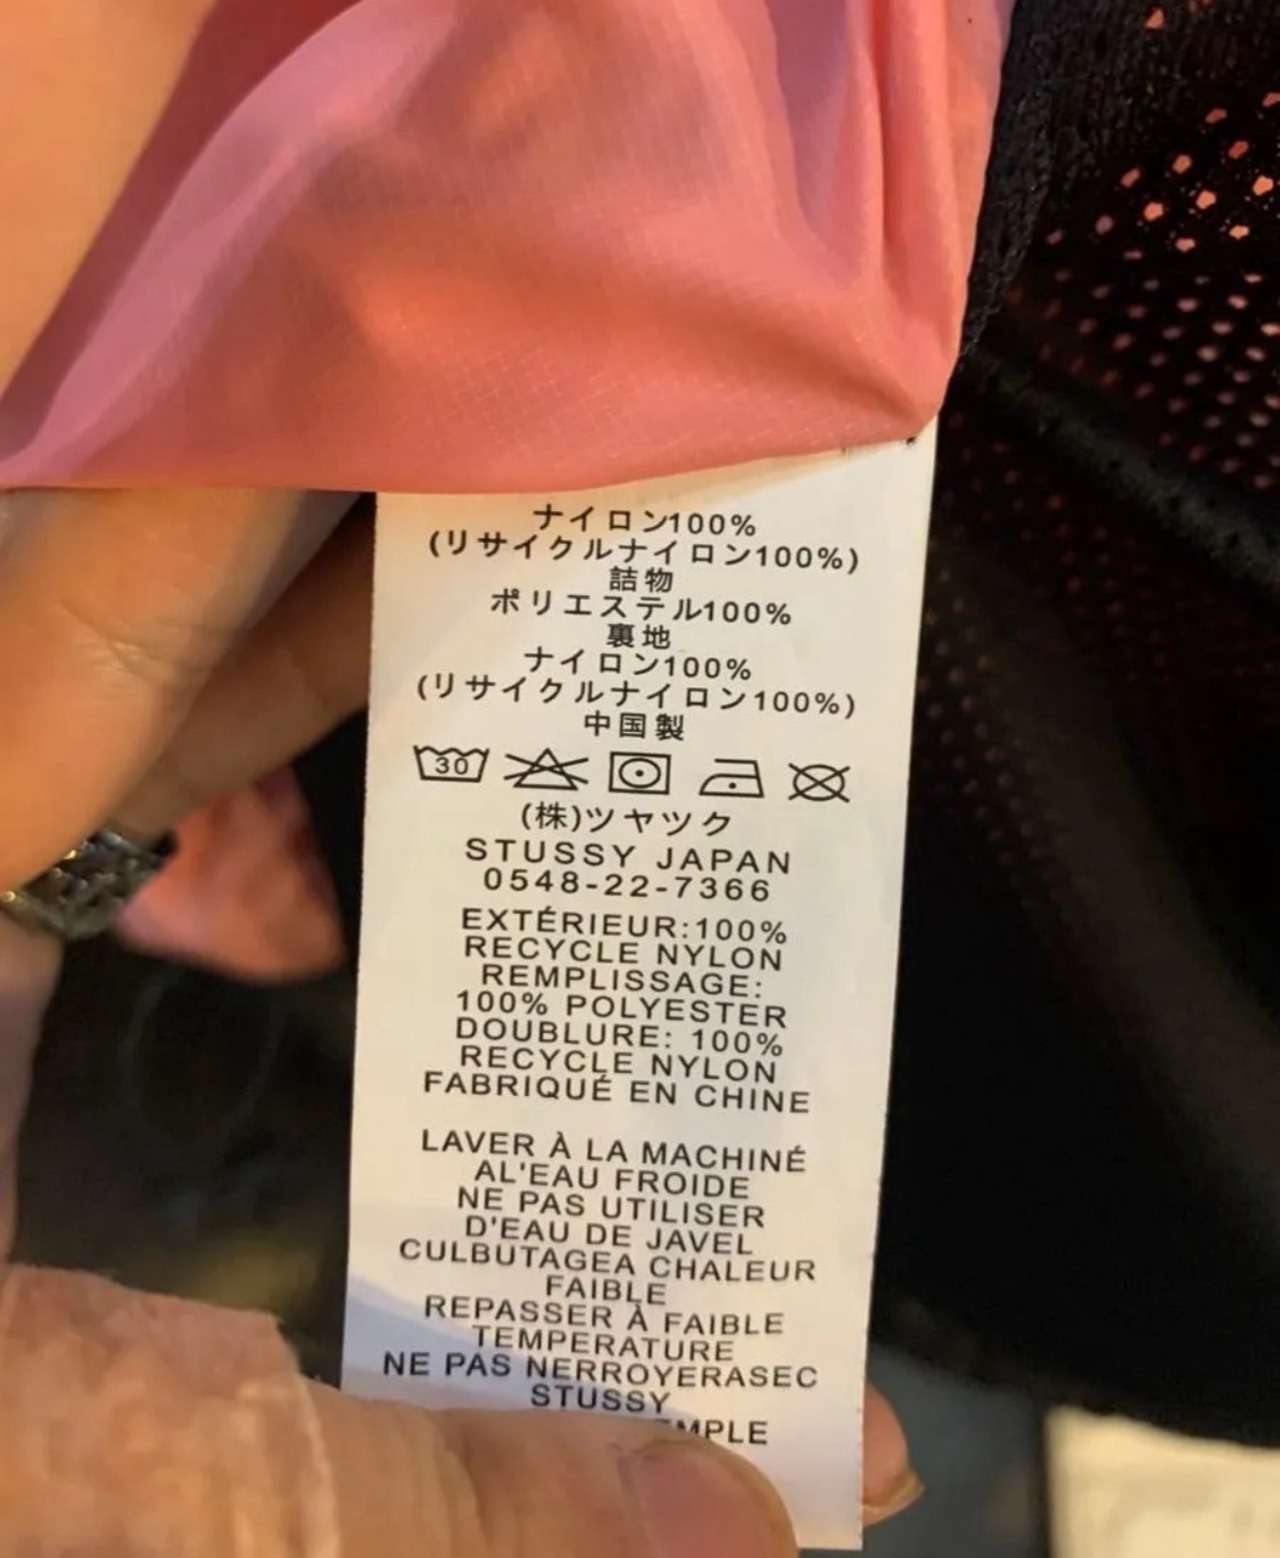 ナイロン100%
(リサイクルナイロン100%)
詰物
ポリエステル100%
裏地
ナイロン100%
(リサイクルナイロン100%)
中国製
30
(株)ツヤツク
STUSSY JAPAN
0548-22-7366
EXTÉRIEUR:100%
RECYCLE NYLON
REMPLISSAGE:
100% POLYESTER
DOUBLURE: 100%
RECYCLE NYLON
FABRIQUÉ EN CHINE
LAVER À LA MACHINÉ
AL'EAU FROIDE
NE PAS UTILISER
D'EAU DE JAVEL
CULBUTAGEA CHALEUR
FAIBLE
REPASSER À FAIBLE
TEMPERATURE
NE PAS NERROYERASEC
STUSSY